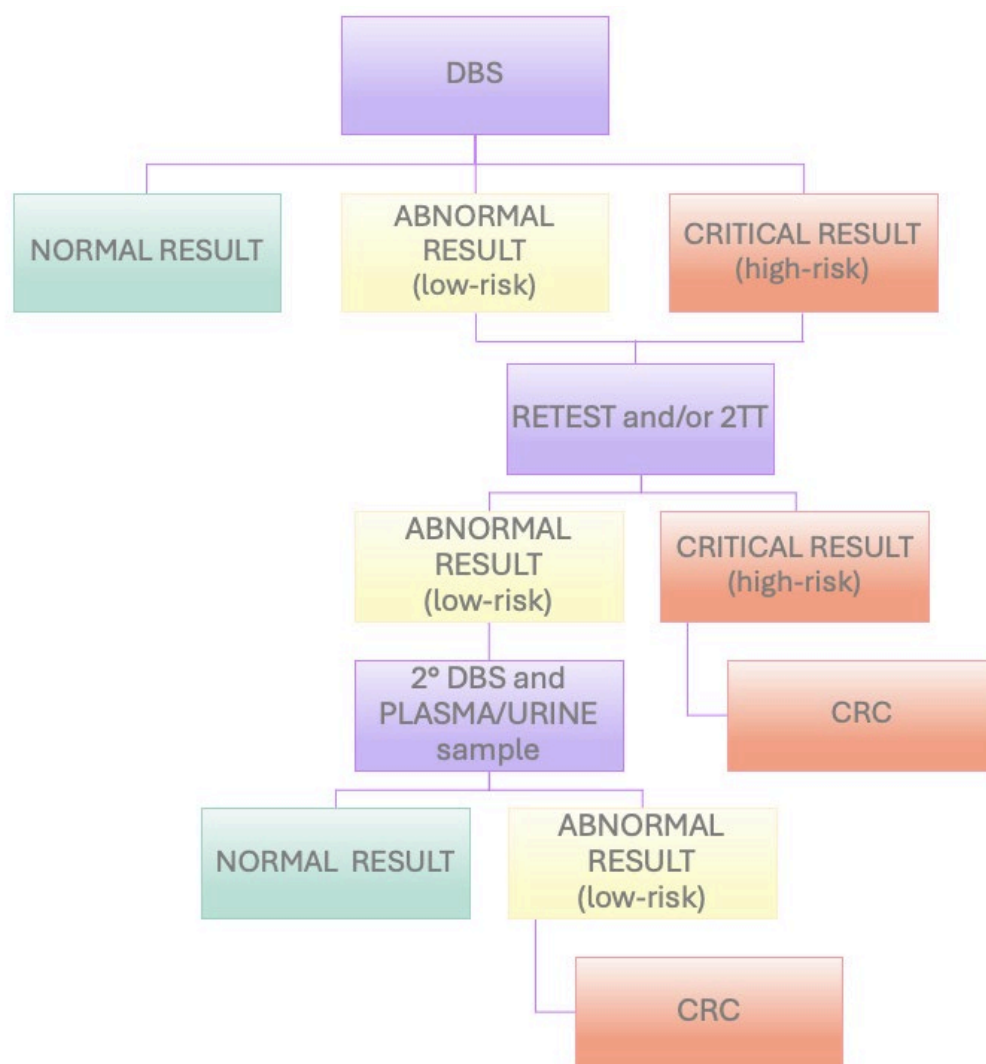 DBS
NORMAL RESULT
ABNORMAL
RESULT
(low-risk)
CRITICAL RESULT
(high-risk)
RETEST and/or 2TT
ABNORMAL
RESULT
(low-risk)
CRITICAL RESULT
(high-risk)
2° DBS and
PLASMA/URINE
sample
CRC
NORMAL RESULT
ABNORMAL
RESULT
(low-risk)
CRC